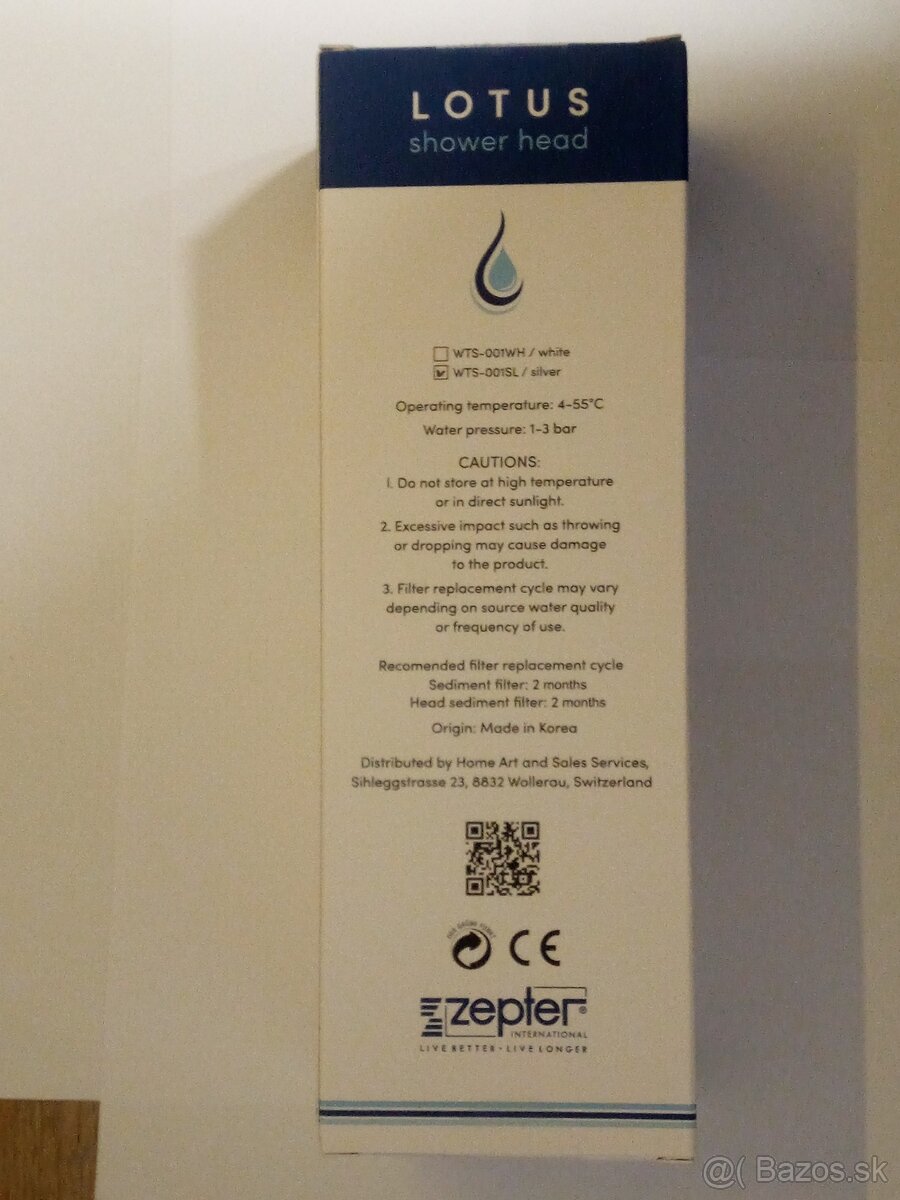 LOTUS
shower head
WTS-001WH / white
WTS-001SL / silver
Operating temperature: 4-55°C
Water pressure: 1-3 bar
CAUTIONS:
1. Do not store at high temperature
or in direct sunlight.
2. Excessive impact such as throwing
or dropping may cause damage
to the product.
3. Filter replacement cycle may vary
depending on source water quality
or frequency of use.
Recomended filter replacement cycle
Sediment filter: 2 months
Head sediment filter: 2 months
Origin: Made in Korea
Distributed by Home Art and Sales Services,
Sihleggstrasse 23, 8832 Wollerau, Switzerland
DER GRÜNE PUNKT
CE
zepter®
INTERNATIONAL
LIVE BETTER • LIVE LONGER
@( Bazos.sk